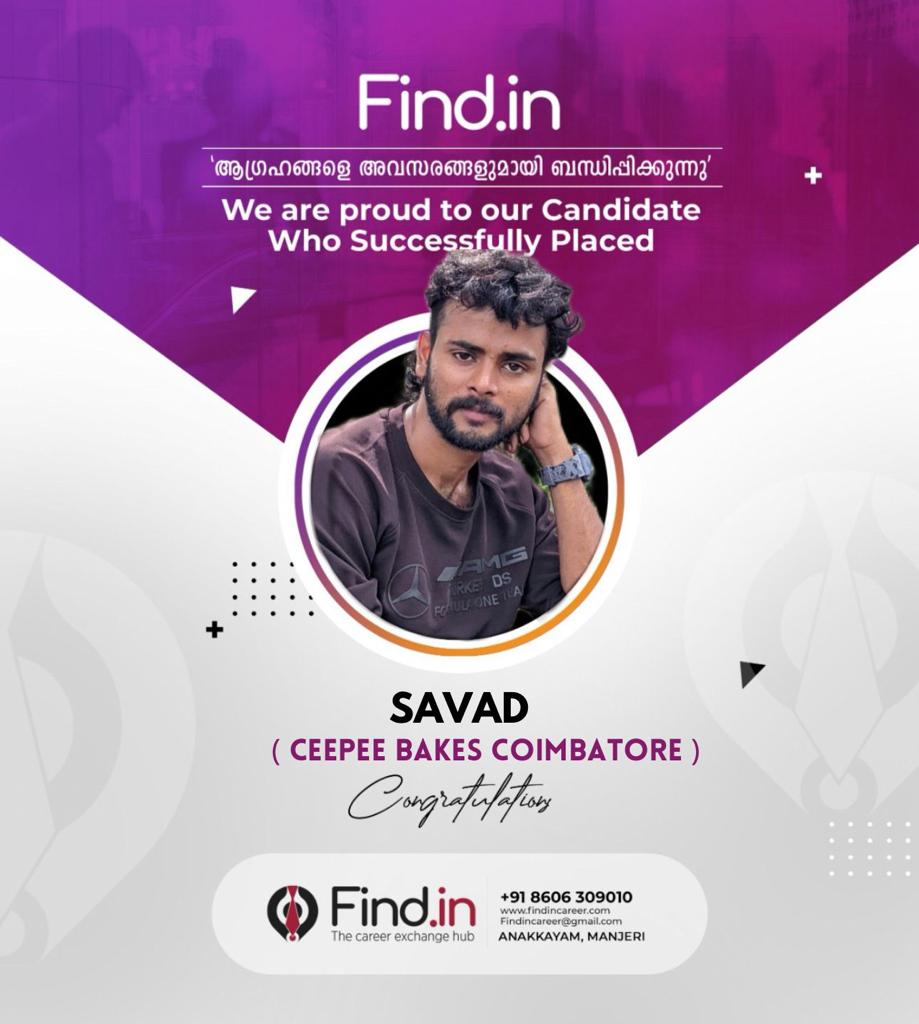 Find.in
'ആഗ്രഹങ്ങളെ അവസരങ്ങളുമായി ബന്ധിപ്പിക്കുന്നു'
We are proud to our Candidate
Who Successfully Placed
AMG
DS
SAVAD
( CEEPEE BAKES COIMBATORE )
Congratulations
Find.in
The career exchange hub
+91 8606 309010
www.findincareer.com
Findincareer@gmail.com
ANAKKAYAM, MANJERI